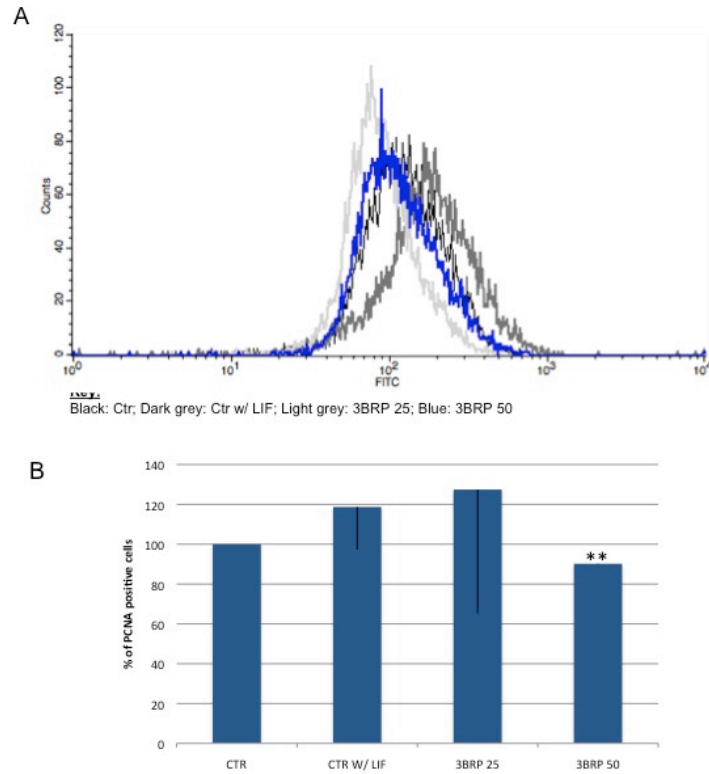 A
120
100
80
60
40
20
0
Counts
10⁰ 10¹ 10² 10³
FITC
Black: Ctr; Dark grey: Ctr w/ LIF; Light grey: 3BRP 25; Blue: 3BRP 50
B
140
120
100
80
60
40
20
0
% of PCNA positive cells
**
CTR CTR W/ LIF 3BRP 25 3BRP 50